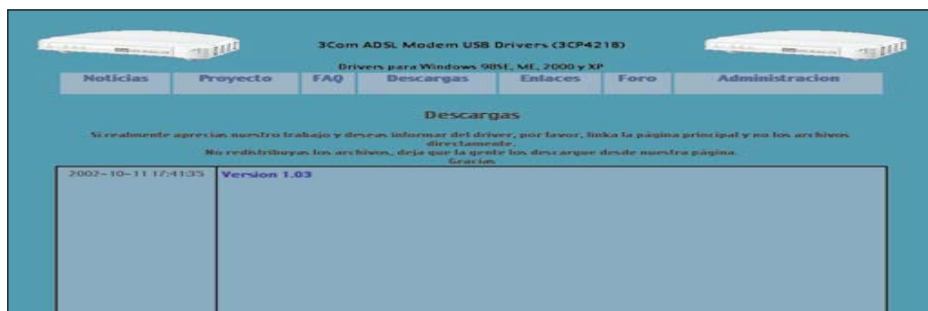 3Com ADSL Modem USB Drivers (3CP4218)
Drivers para Windows 98SE, ME, 2000 y XP
Noticias Proyecto FAQ Descargas Enlaces Foro Administracion
Descargas
Si realmente aprecias nuestro trabajo y deseas informar del driver, por favor, linka la página principal y no los archivos
directamente.
No redistribuyas los archivos, deja que la gente los descargue desde nuestra página.
Gracias
2002-10-11 17:41:35 Version 1.03